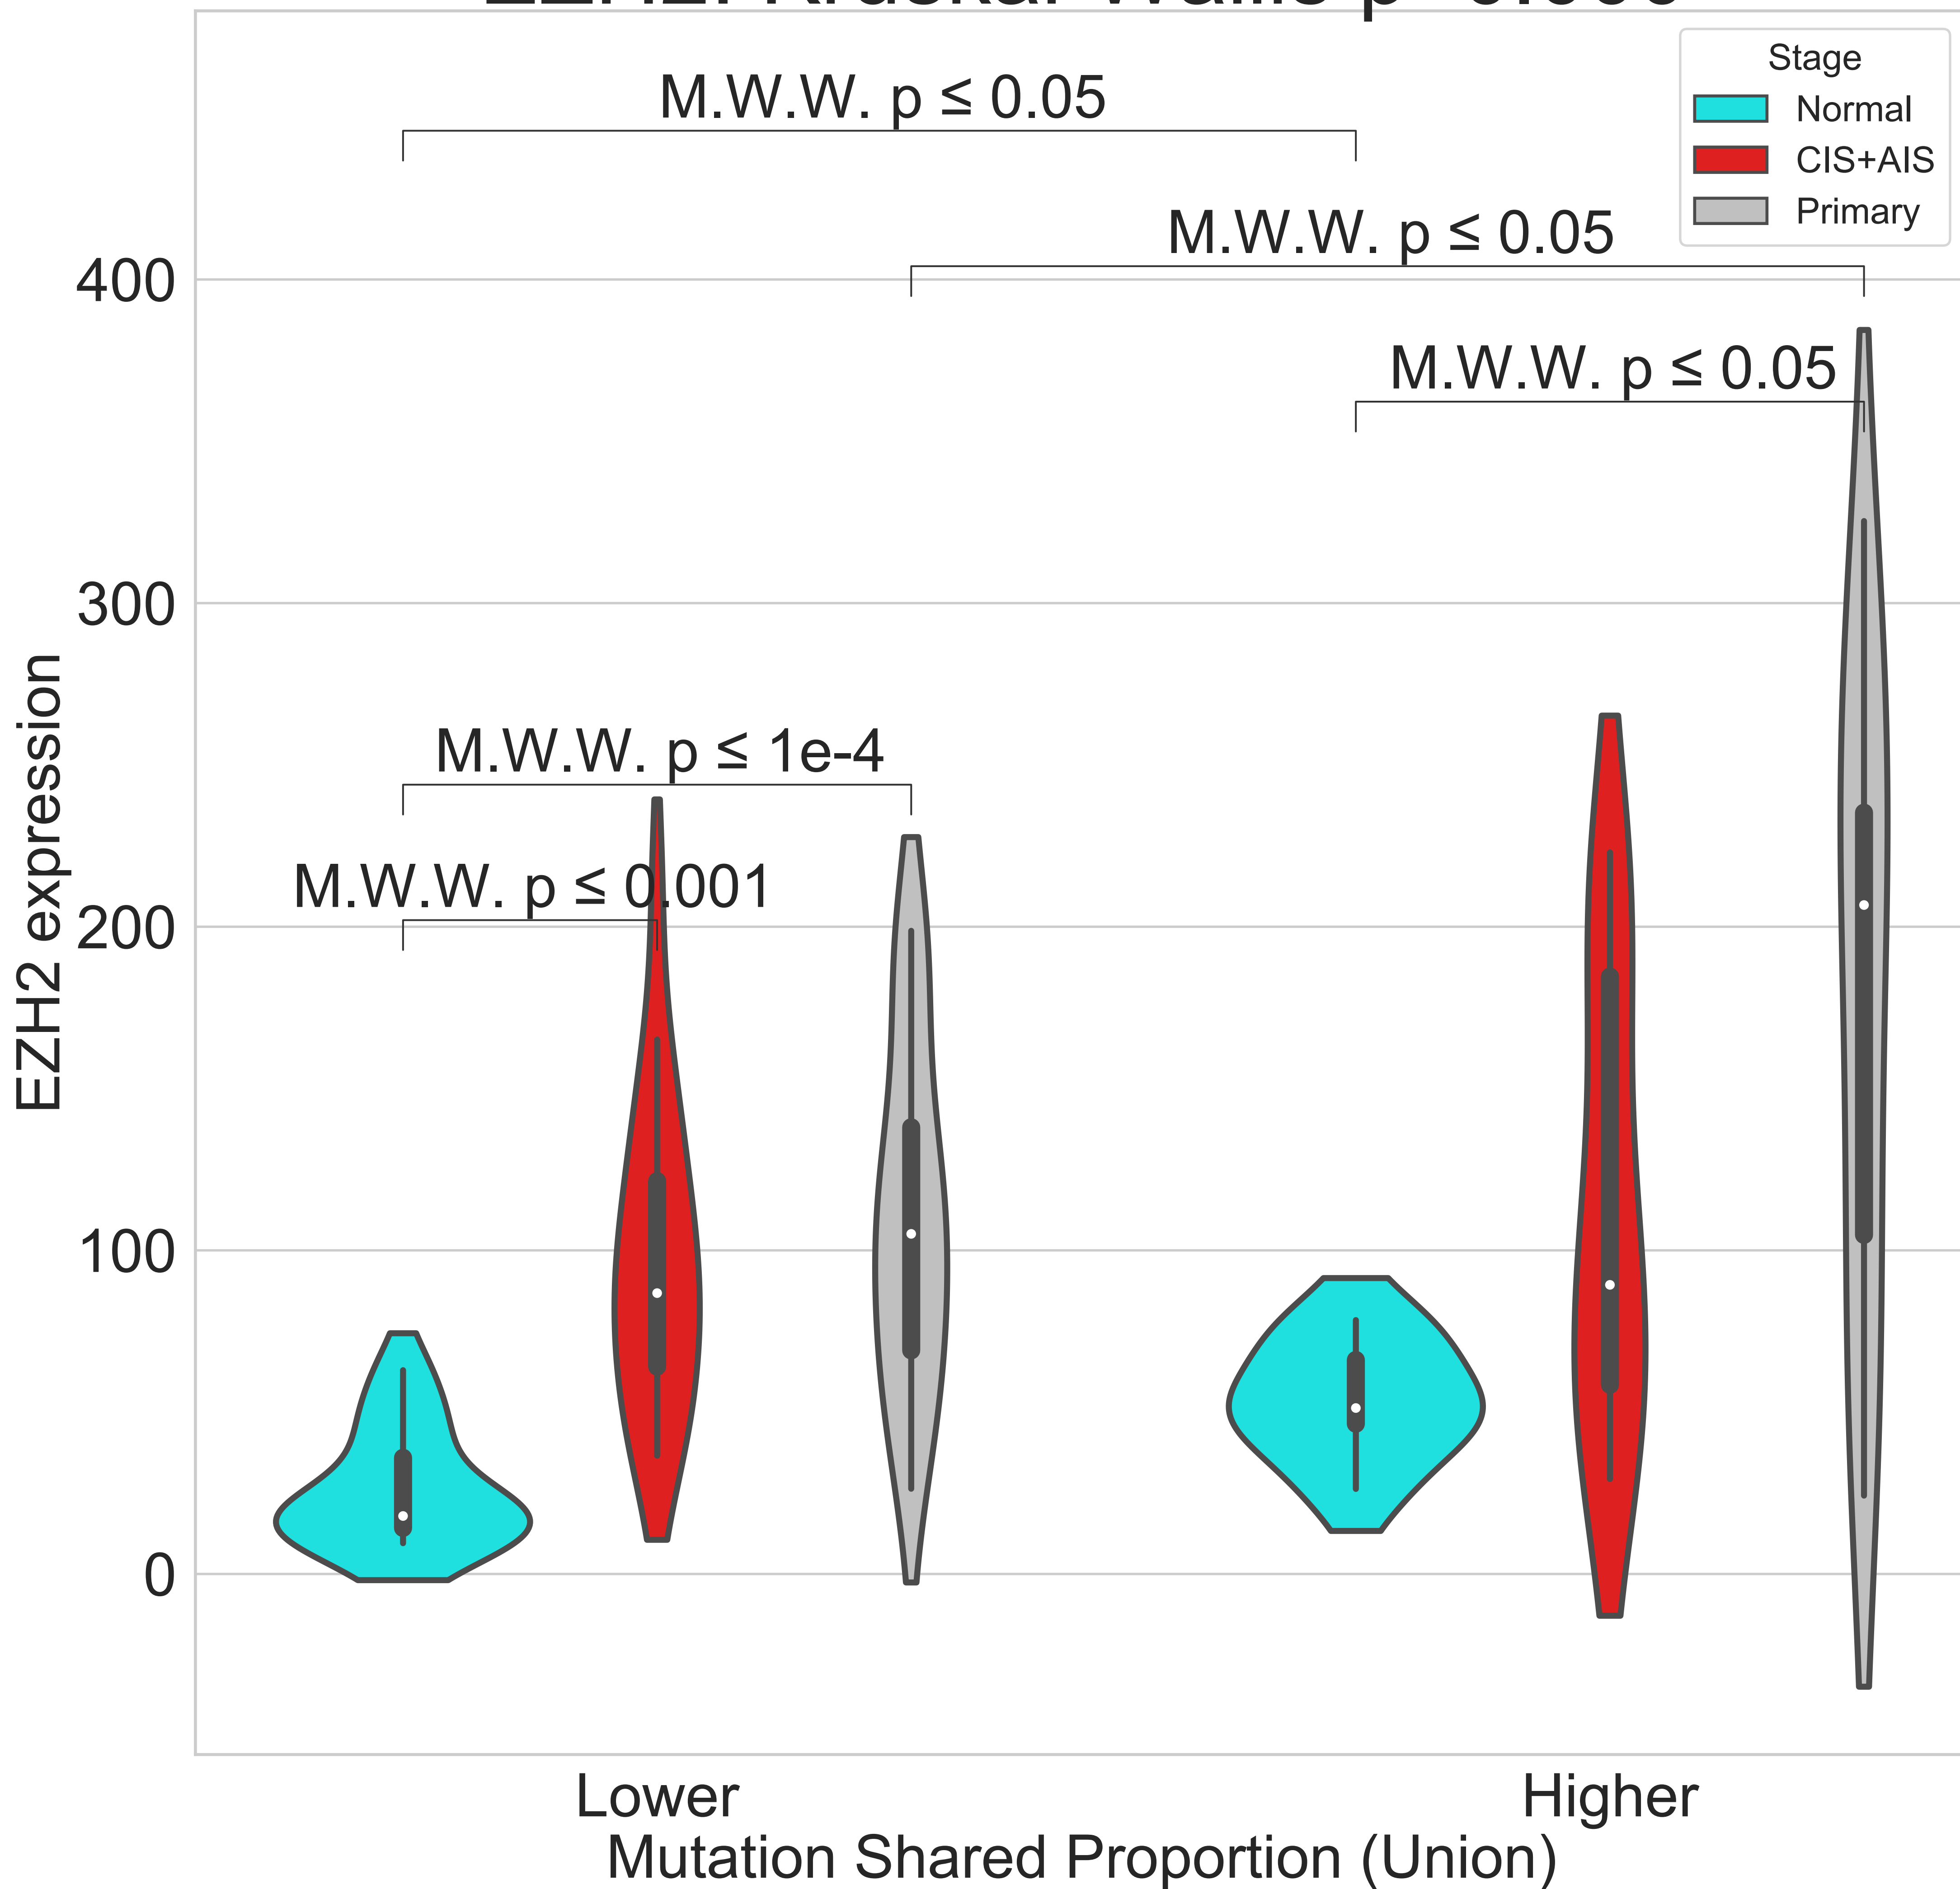 M.W.W. p ≤ 0.05
Stage
Normal
CIS+AIS
Primary
M.W.W. p ≤ 0.05
400
M.W.W. p ≤ 0.05
300
M.W.W. p ≤ 1e-4
M.W.W. p ≤ 0.001
200
100
0
EZH2 expression
Lower
Higher
Mutation Shared Proportion (Union)